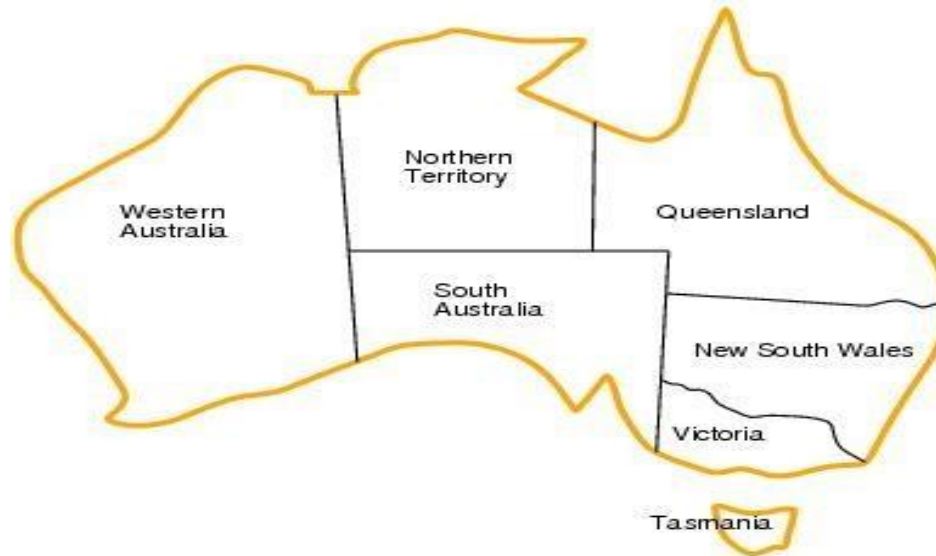 Northern
Territory
Western
Australia
Queensland
South
Australia
New South Wales
Victoria
Tasmania